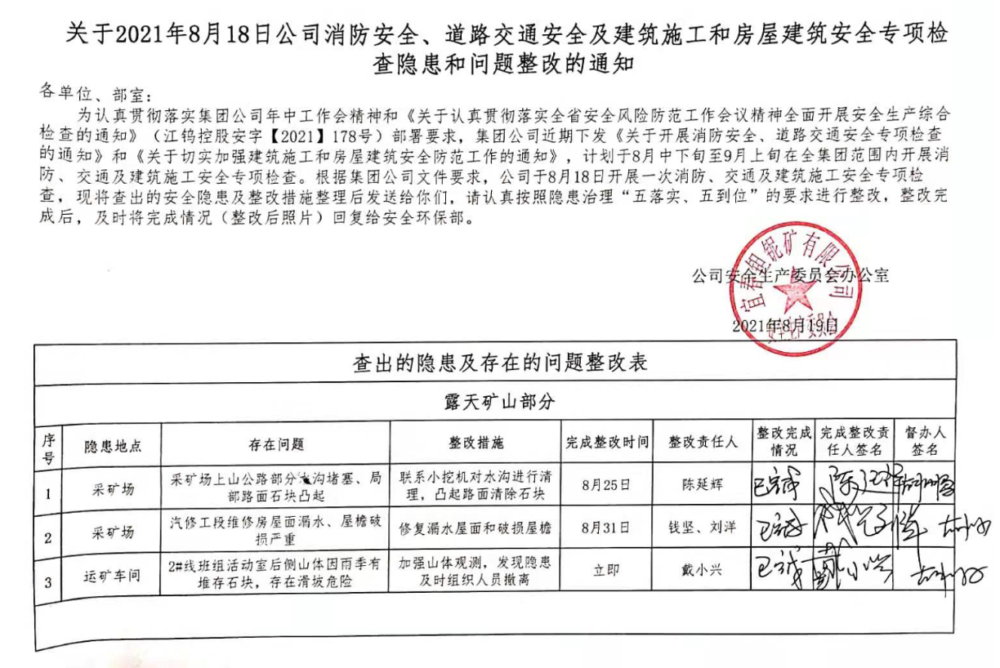 关于2021年8月18日公司消防安全、道路交通安全及建筑施工和房屋建筑安全专项检
查隐患和问题整改的通知
各单位、部室：
为认真贯彻落实集团公司年中工作会精神和《关于认真贯彻落实全省安全风险防范工作会议精神全面开展安全生产综合
检查的通知》（江钨控股安字【2021】178号）部署要求，集团公司近期下发《关于开展消防安全、道路交通安全专项检查
的通知》和《关于切实加强建筑施工和房屋建筑安全防范工作的通知》，计划于8月中下旬至9月上旬在全集团范围内开展消
防、交通及建筑施工安全专项检查。根据集团公司文件要求，公司于8月18日开展一次消防、交通及建筑施工安全专项检
查，现将查出的安全隐患及整改措施整理后发送给你们，请认真按照隐患治理“五落实、五到位”的要求进行整改，整改完
成后，及时将完成情况（整改后照片）回复给安全环保部。
宜春钽铌矿有限公司
公司安全生产委员会办公室
2021年8月19日
安全生产委员会
查出的隐患及存在的问题整改表
露天矿山部分
序号 隐患地点 存在问题 整改措施 完成整改时间 整改责任人 整改完成情况 完成整改责任人签名 督办人签名
1 采矿场 采矿场上山公路部分水沟堵塞、局 联系小挖机对水沟进行清 8月25日 陈延辉 已完成
部路面石块凸起 理，凸起路面清除石块
2 采矿场 汽修工段维修房屋面漏水、屋檐破 修复漏水屋面和破损屋檐 8月31日 钱坚、刘洋 已完成
损严重
3 运矿车间 2#线班组活动室后侧山体因雨季有 加强山体观测，发现隐患 立即 戴小兴 已完成 戴小兴
堆存石块，存在滑坡危险 及时组织人员撤离